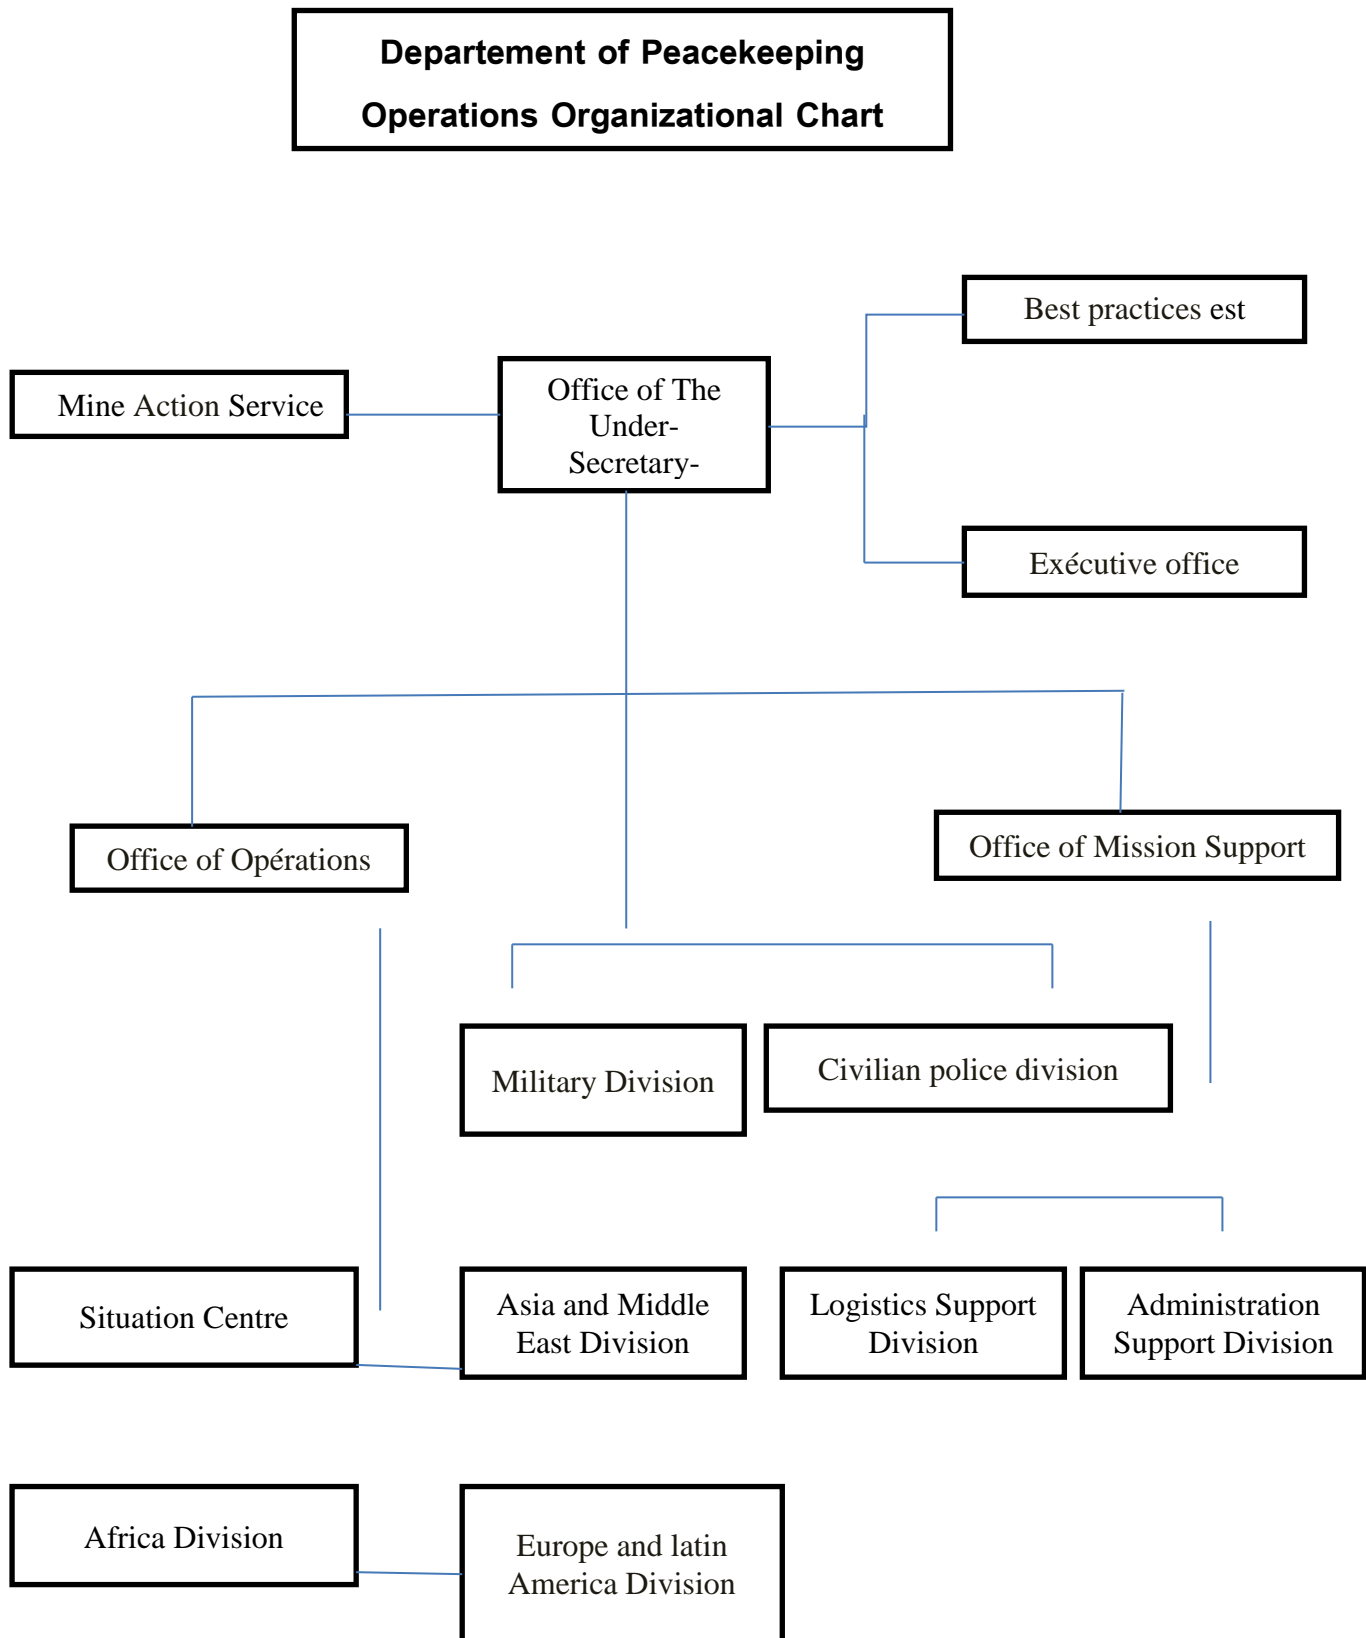 Departement of Peacekeeping
Operations Organizational Chart
Best practices est
Mine Action Service
Office of The
Under-
Secretary-
Exécutive office
Office of Opérations
Office of Mission Support
Military Division
Civilian police division
Situation Centre
Asia and Middle
East Division
Logistics Support
Division
Administration
Support Division
Africa Division
Europe and latin
America Division